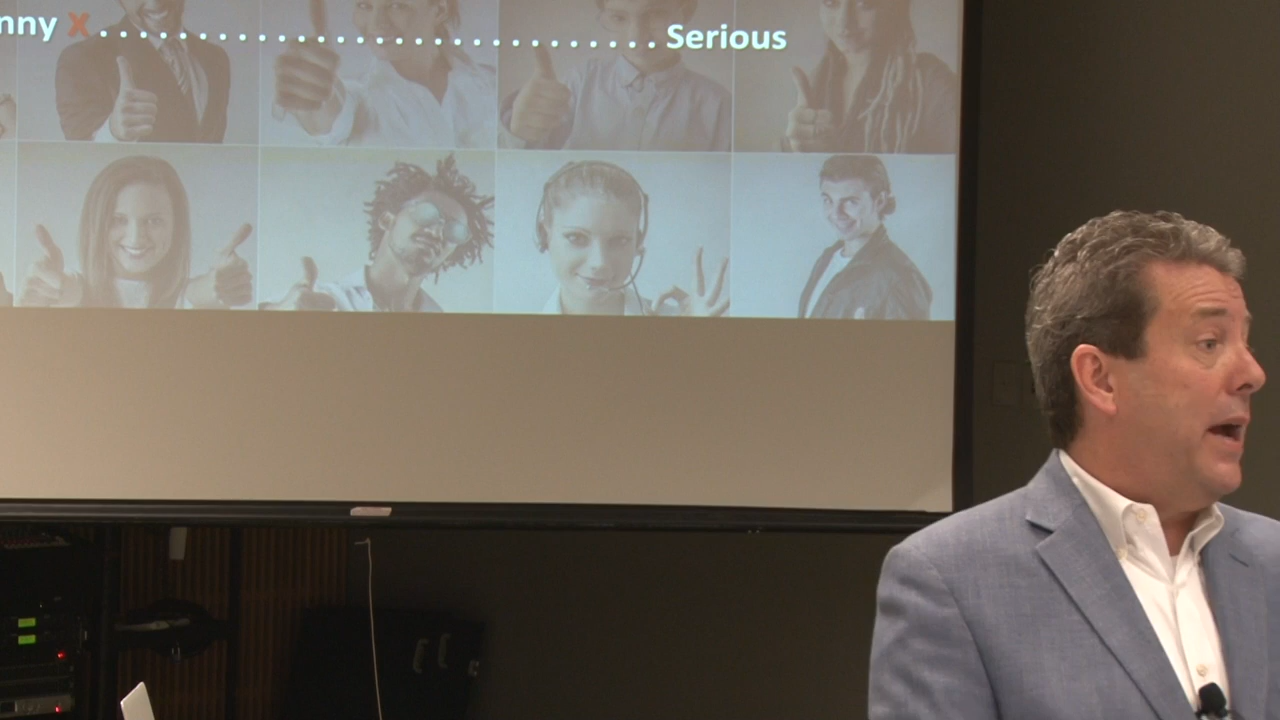 nny X . . . . . . . . . . . . . . . . . . . . . . . . . . . . . . Serious